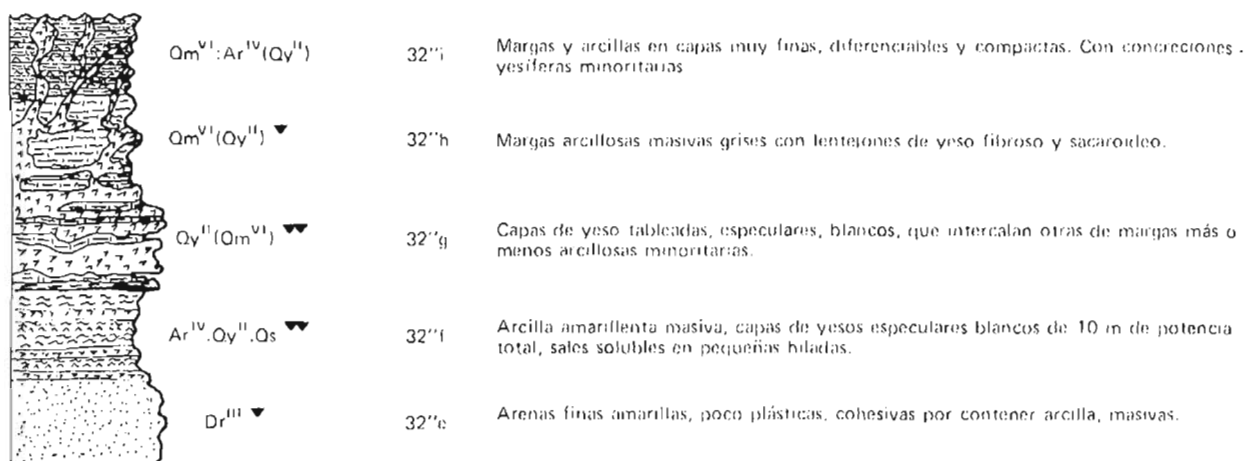 Qm^VI:Ar^IV(Qy^II) 32''i Margas y arcillas en capas muy finas, diferenciables y compactas. Con concreciones
yesíferas minoritarias
Qm^VI(Qy^II) ▼ 32''h Margas arcillosas masivas grises con lentejones de yeso fibroso y sacaroideo.
Qy^II(Qm^VI) ▼▼ 32''g Capas de yeso tableadas, especulares, blancos, que intercalan otras de margas más o
menos arcillosas minoritarias.
Ar^IV.Qy^II.Qs ▼▼ 32''f Arcilla amarillenta masiva, capas de yesos especulares blancos de 10 m de potencia
total, sales solubles en pequeñas hiladas.
Dr^III ▼ 32''e Arenas finas amarillas, poco plásticas, cohesivas por contener arcilla, masivas.